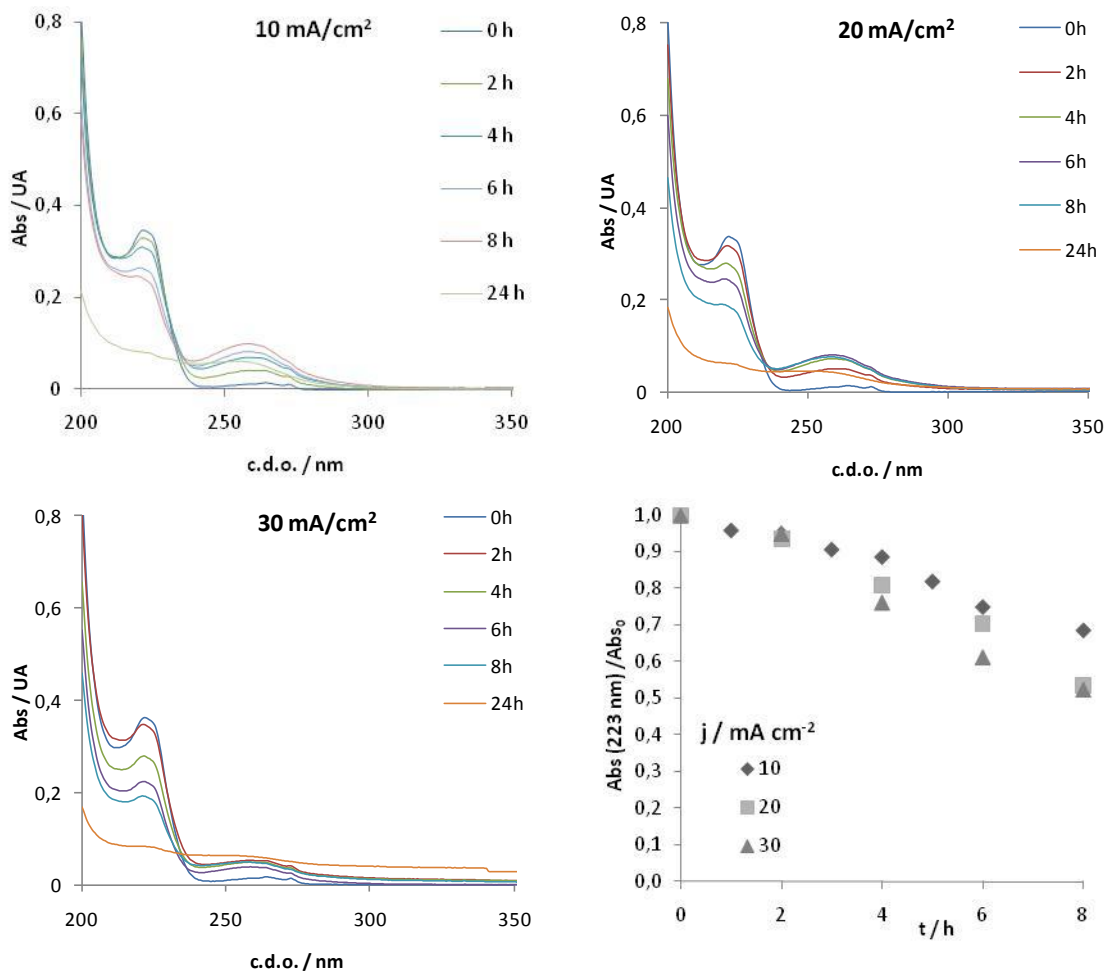 10 mA/cm²
Abs / UA
0,8
0,6
0,4
0,2
0
200
250
300
350
c.d.o. / nm
0 h
2 h
4 h
6 h
8 h
24 h
20 mA/cm²
Abs / UA
0,8
0,6
0,4
0,2
0
200
250
300
350
c.d.o. / nm
0h
2h
4h
6h
8h
24h
30 mA/cm²
Abs / UA
0,8
0,6
0,4
0,2
0
200
250
300
350
c.d.o. / nm
0h
2h
4h
6h
8h
24h
Abs (223 nm) /Abs₀
1,0
0,9
0,8
0,7
0,6
0,5
0,4
0,3
0,2
0,1
0,0
j / mA cm⁻²
10
20
30
0
2
4
6
8
t / h